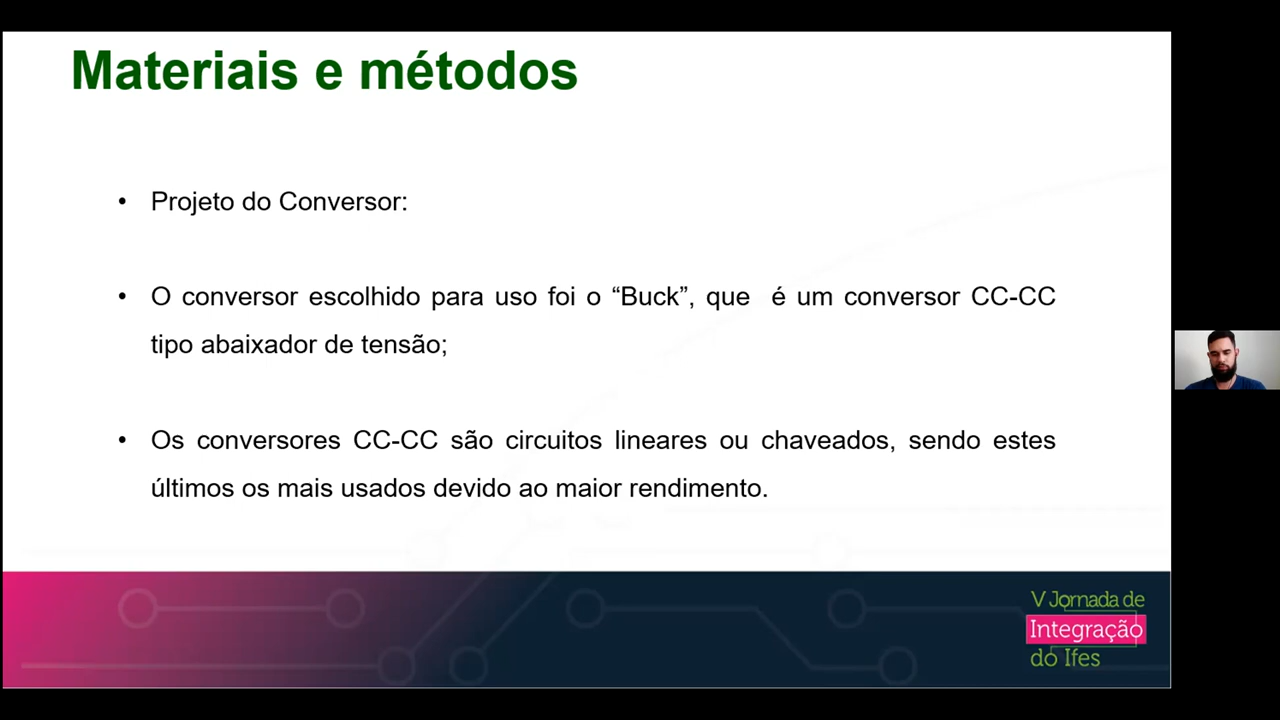 Materiais e métodos
• Projeto do Conversor:
• O conversor escolhido para uso foi o “Buck”, que é um conversor CC-CC
tipo abaixador de tensão;
• Os conversores CC-CC são circuitos lineares ou chaveados, sendo estes
últimos os mais usados devido ao maior rendimento.
V Jornada de
Integração
do Ifes